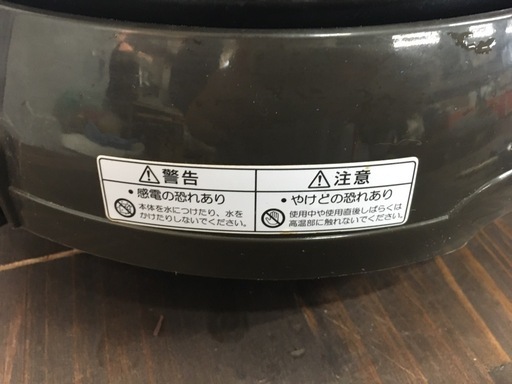 警告
・感電の恐れあり
本体を水につけたり、水を
かけたりしないでください。
注意
・やけどの恐れあり
使用中や使用直後しばらくは
高温部に触れないでください。